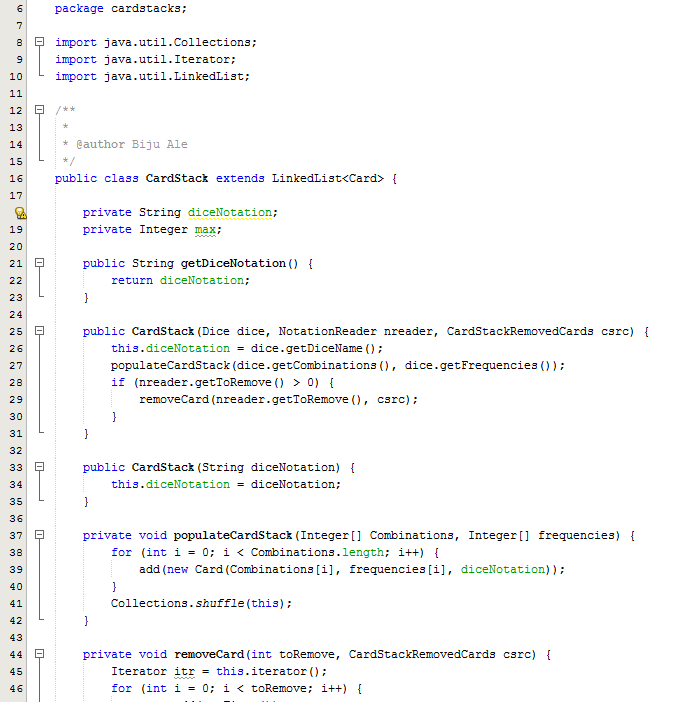 6 package cardstacks;
7
8 import java.util.Collections;
9 import java.util.Iterator;
10 import java.util.LinkedList;
11
12 /**
13  *
14  * @author Biju Ale
15  */
16 public class CardStack extends LinkedList<Card> {
17
    private String diceNotation;
19     private Integer max;
20
21     public String getDiceNotation() {
22         return diceNotation;
23     }
24
25     public CardStack(Dice dice, NotationReader nreader, CardStackRemovedCards csrc) {
26         this.diceNotation = dice.getDiceName();
27         populateCardStack(dice.getCombinations(), dice.getFrequencies());
28         if (nreader.getToRemove() > 0) {
29             removeCard(nreader.getToRemove(), csrc);
30         }
31     }
32
33     public CardStack(String diceNotation) {
34         this.diceNotation = diceNotation;
35     }
36
37     private void populateCardStack(Integer[] Combinations, Integer[] frequencies) {
38         for (int i = 0; i < Combinations.length; i++) {
39             add(new Card(Combinations[i], frequencies[i], diceNotation));
40         }
41         Collections.shuffle(this);
42     }
43
44     private void removeCard(int toRemove, CardStackRemovedCards csrc) {
45         Iterator itr = this.iterator();
46         for (int i = 0; i < toRemove; i++) {